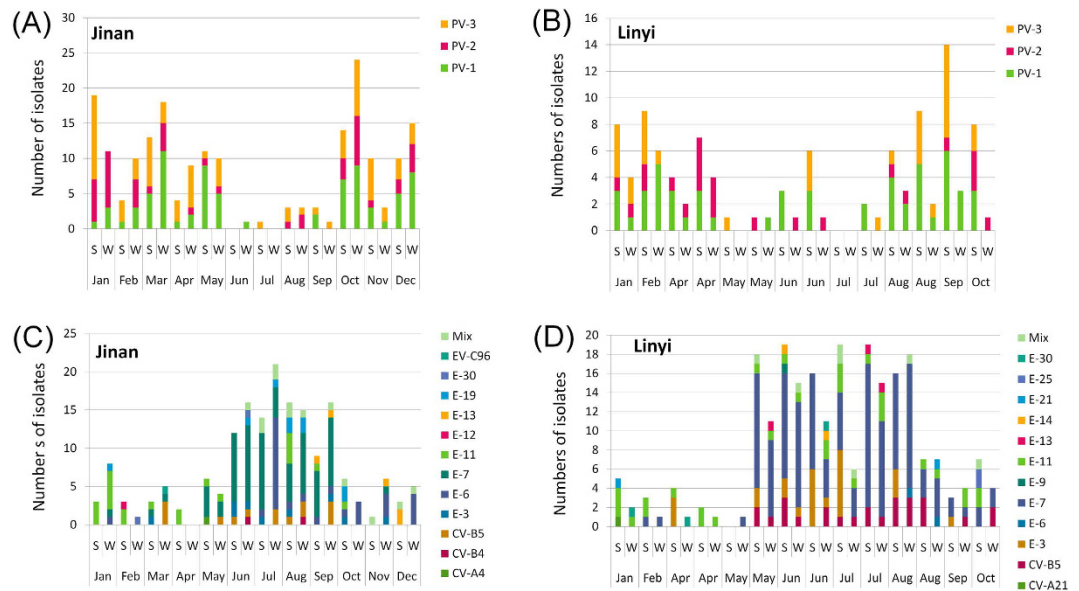 (A)
Jinan
Number of isolates
30
25
20
15
10
5
0
S W S W S W S W S W S W S W S W S W S W S W S W
Jan Feb Mar Apr May Jun Jul Aug Sep Oct Nov Dec
PV-3
PV-2
PV-1
(B)
Linyi
Numbers of isolates
16
14
12
10
8
6
4
2
0
S W S W S W S W S W S W S W S W S W S W S W S W S W S W
Jan Feb Apr Apr May May Jun Jun Jul Jul Aug Aug Sep Oct
PV-3
PV-2
PV-1
(C)
Jinan
Number s of isolates
25
20
15
10
5
0
S W S W S W S W S W S W S W S W S W S W S W S W
Jan Feb Mar Apr May Jun Jul Aug Sep Oct Nov Dec
Mix
EV-C96
E-30
E-19
E-13
E-12
E-11
E-7
E-6
E-3
CV-B5
CV-B4
CV-A4
(D)
Linyi
Number of isolates
20
18
16
14
12
10
8
6
4
2
0
S W S W S W S W S W S W S W S W S W S W S W S W S W S W
Jan Feb Apr Apr May May Jun Jun Jul Jul Aug Aug Sep Oct
Mix
E-30
E-25
E-21
E-14
E-13
E-11
E-9
E-7
E-6
E-3
CV-B5
CV-A21